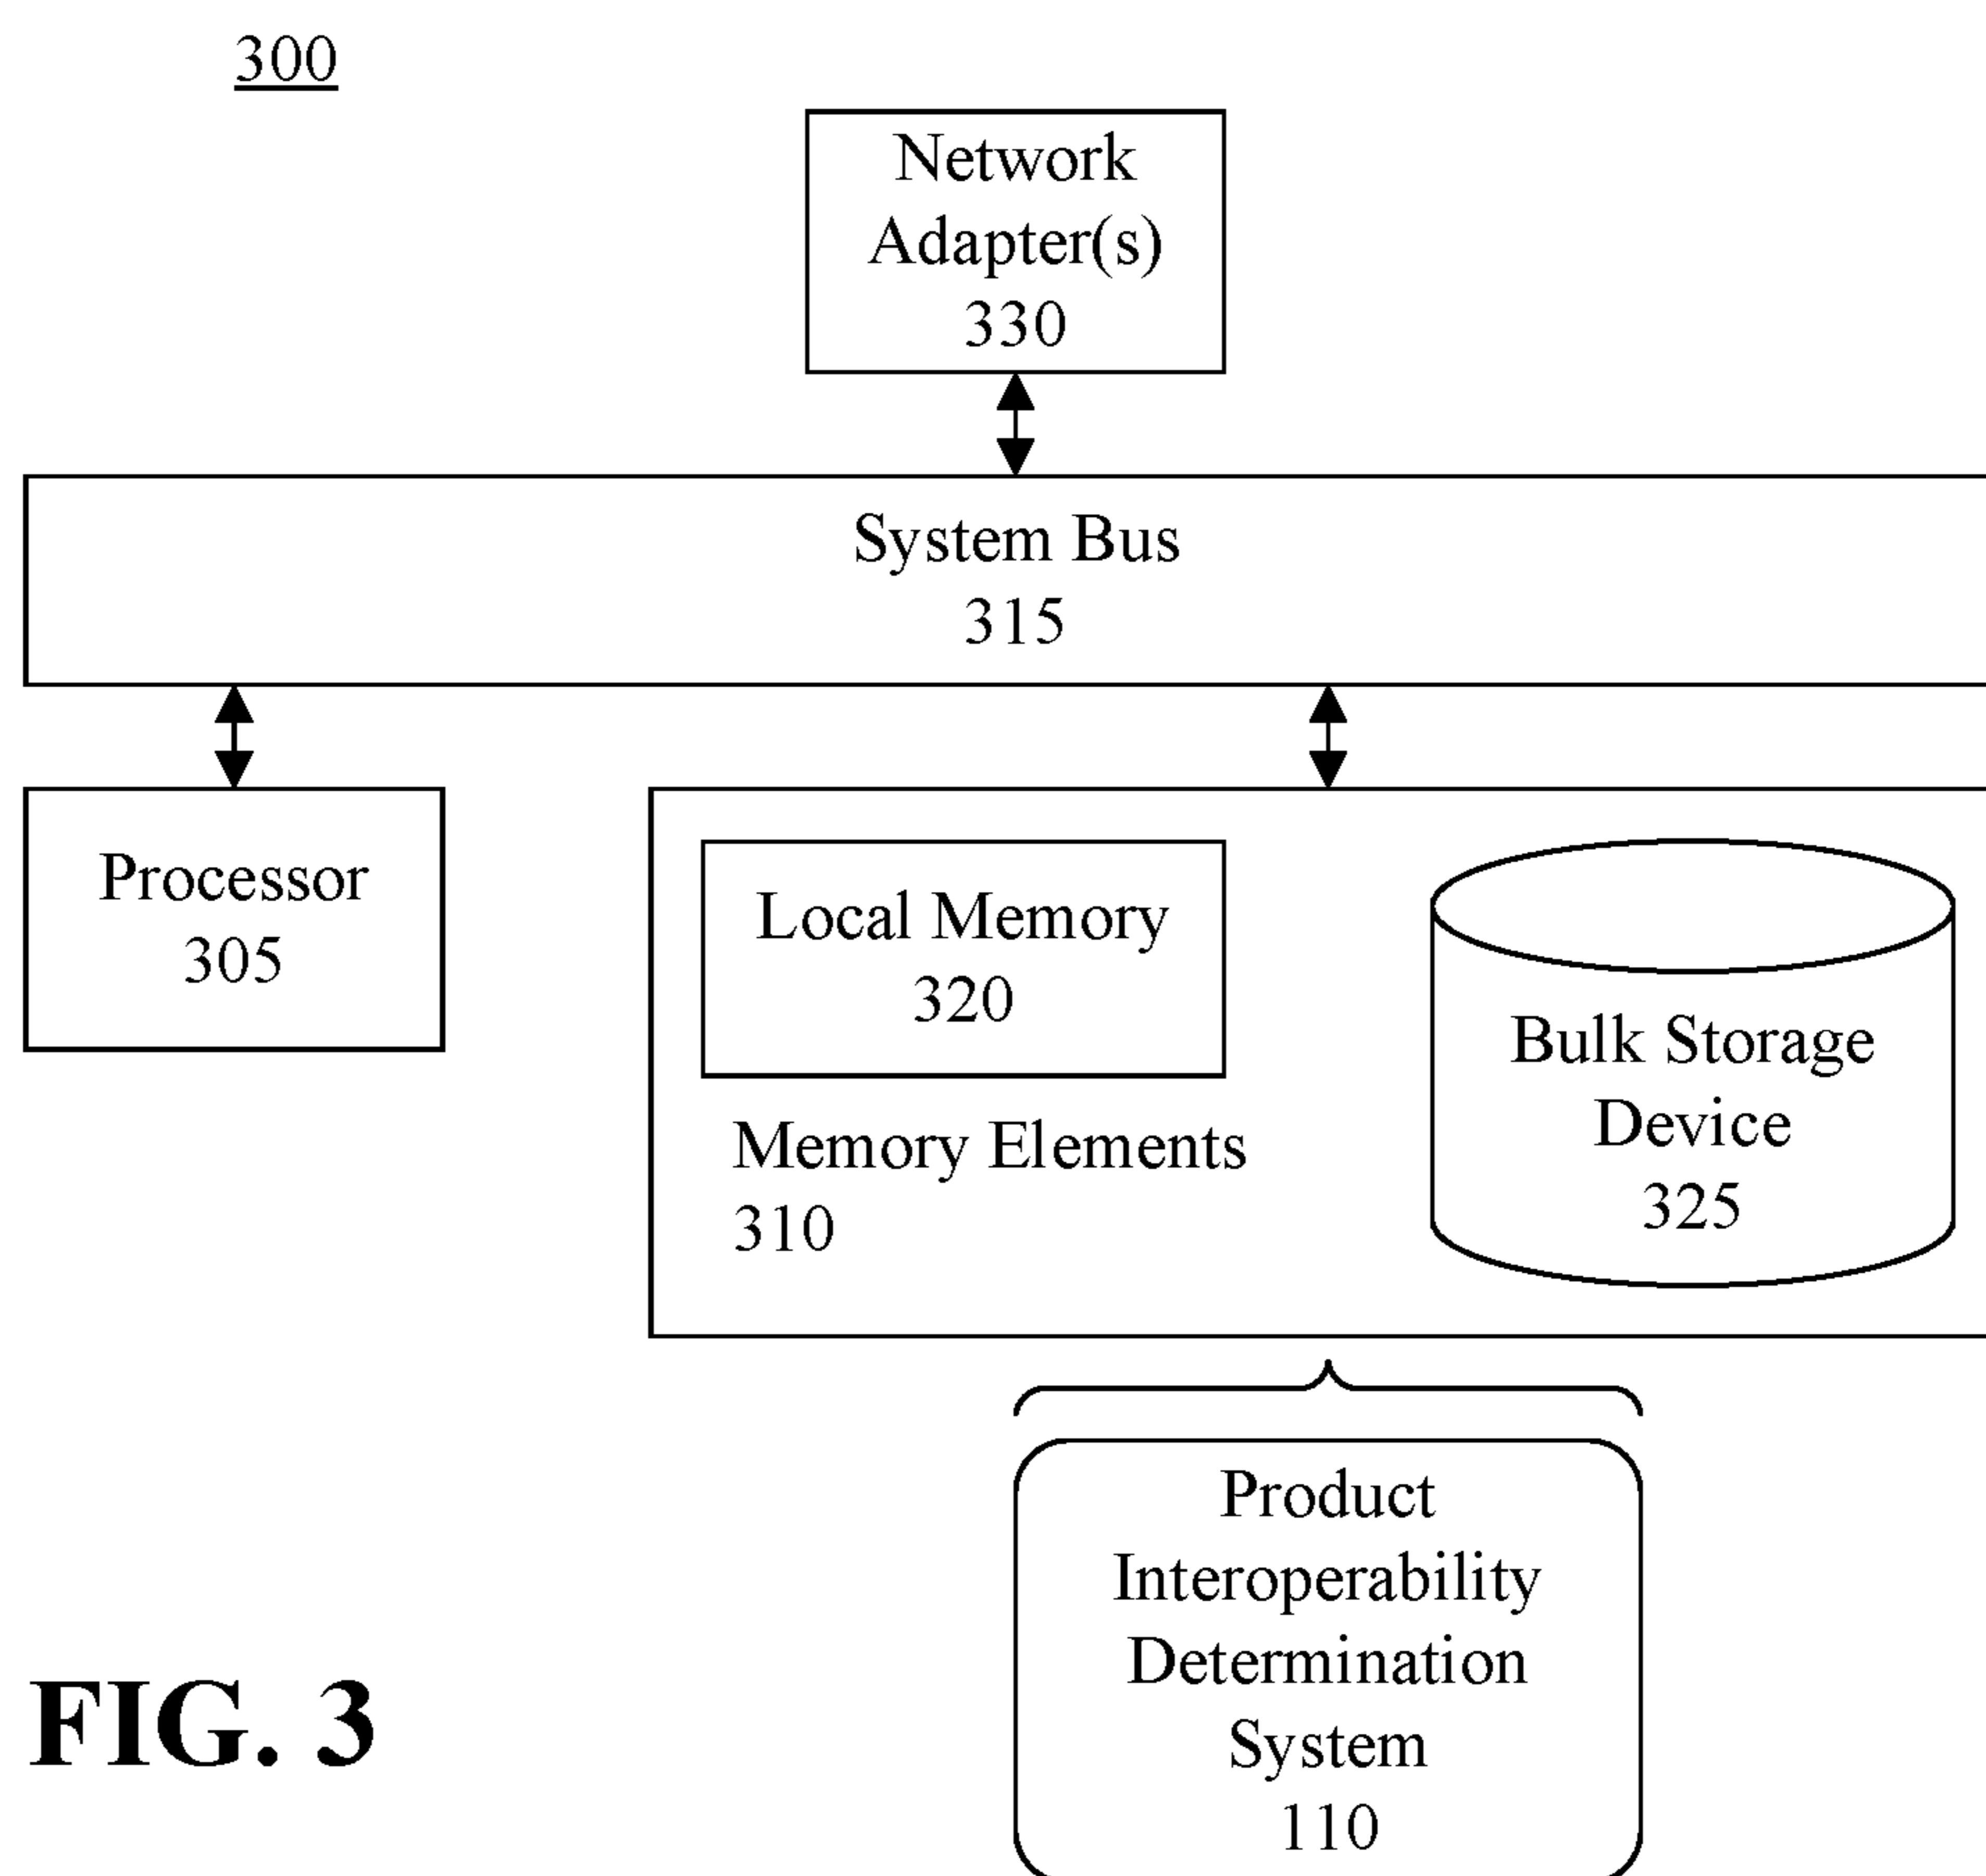 300
Network
Adapter(s)
330
System Bus
315
Processor
305
Local Memory
320
Memory Elements
310
Bulk Storage
Device
325
Product
Interoperability
Determination
System
110
FIG. 3